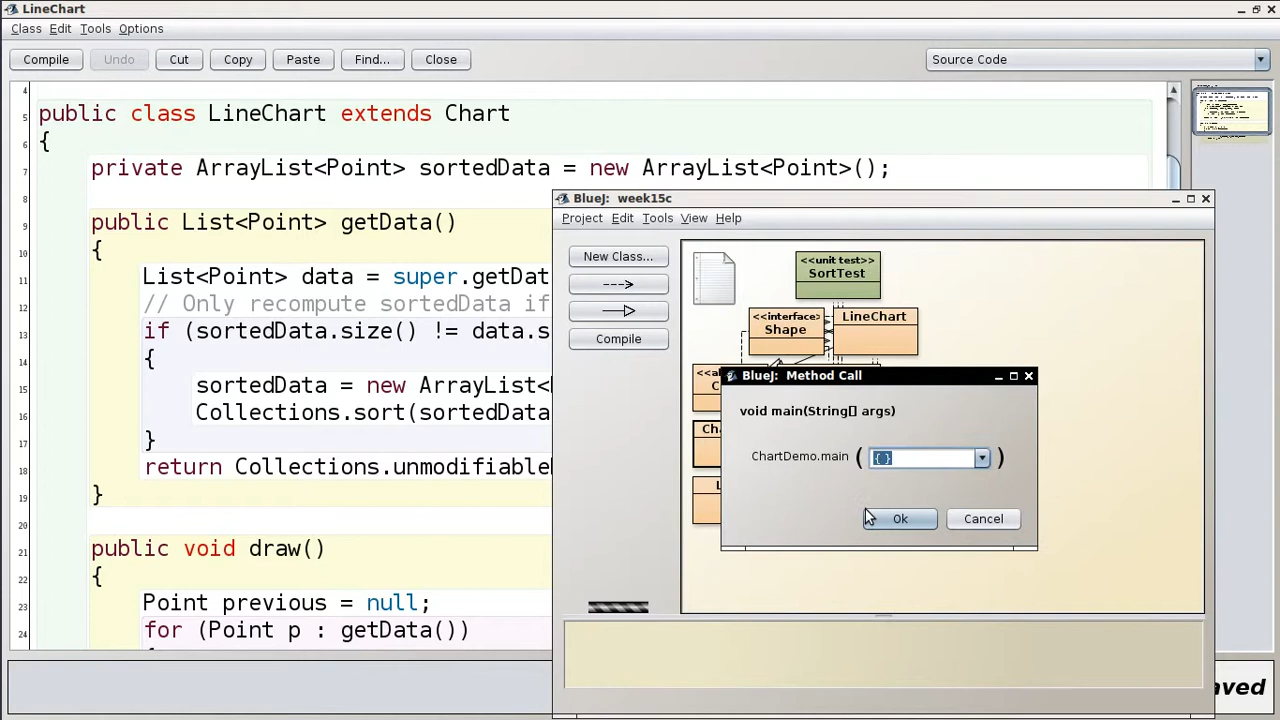 LineChart
Class Edit Tools Options
Compile Undo Cut Copy Paste Find... Close Source Code
4
5 public class LineChart extends Chart
6 {
7 private ArrayList<Point> sortedData = new ArrayList<Point>();
8
9 public List<Point> getData()
10 {
11 List<Point> data = super.getDat
12 // Only recompute sortedData if
13 if (sortedData.size() != data.s
14 {
15 sortedData = new ArrayList<
16 Collections.sort(sortedData
17 }
18 return Collections.unmodifiable
19 }
20
21 public void draw()
22 {
23 Point previous = null;
24 for (Point p : getData())
aved
BlueJ: week15c
Project Edit Tools View Help
New Class...
Compile
<<unit test>>
SortTest
<<interface>
Shape
LineChart
<<a
C
Ch
L
BlueJ: Method Call
void main(String[] args)
ChartDemo.main ( { } )
Ok Cancel